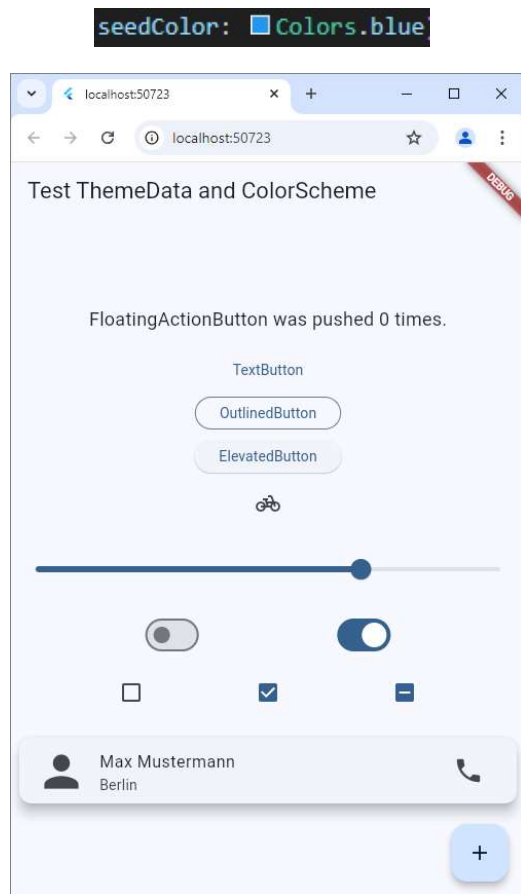 seedColor: Colors.blue)
localhost:50723
localhost:50723
Test ThemeData and ColorScheme
DEBUG
FloatingActionButton was pushed 0 times.
TextButton
OutlinedButton
ElevatedButton
Max Mustermann
Berlin